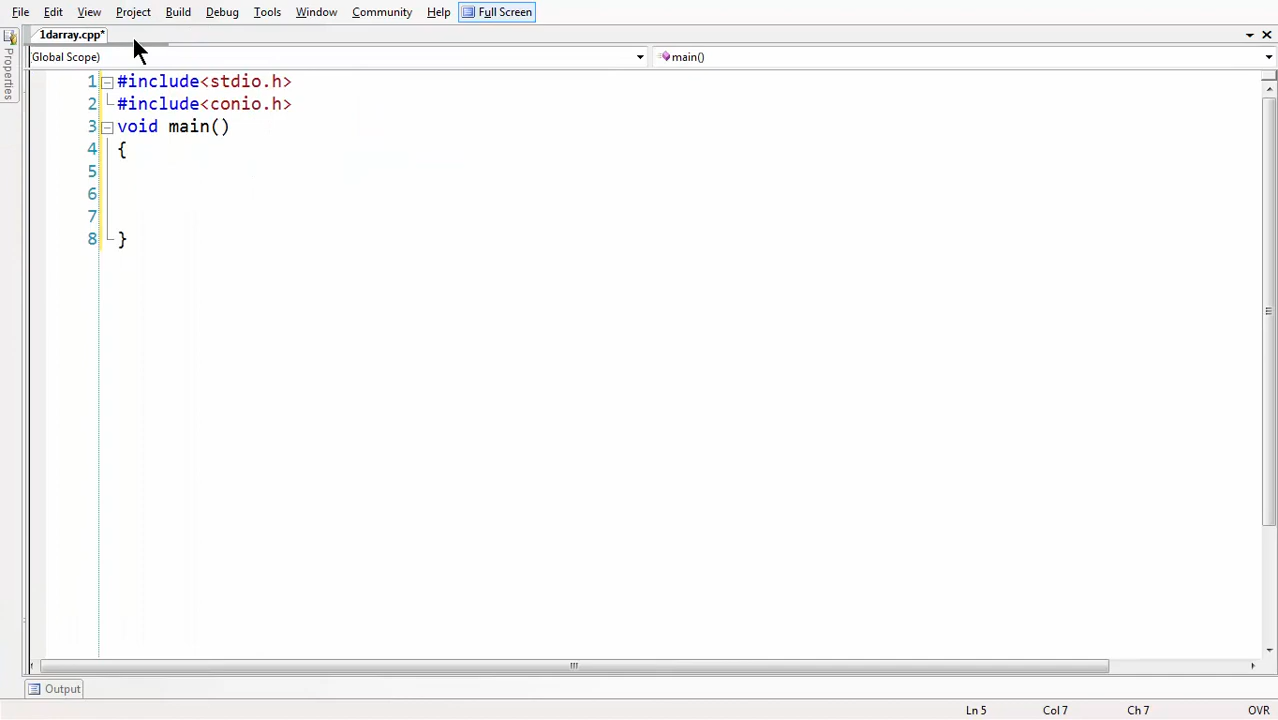 File Edit View Project Build Debug Tools Window Community Help Full Screen
1darray.cpp*
Properties
(Global Scope) main()
1 #include<stdio.h>
2 #include<conio.h>
3 void main()
4 {
5
6
7
8 }
Output
Ln 5 Col 7 Ch 7 OVR